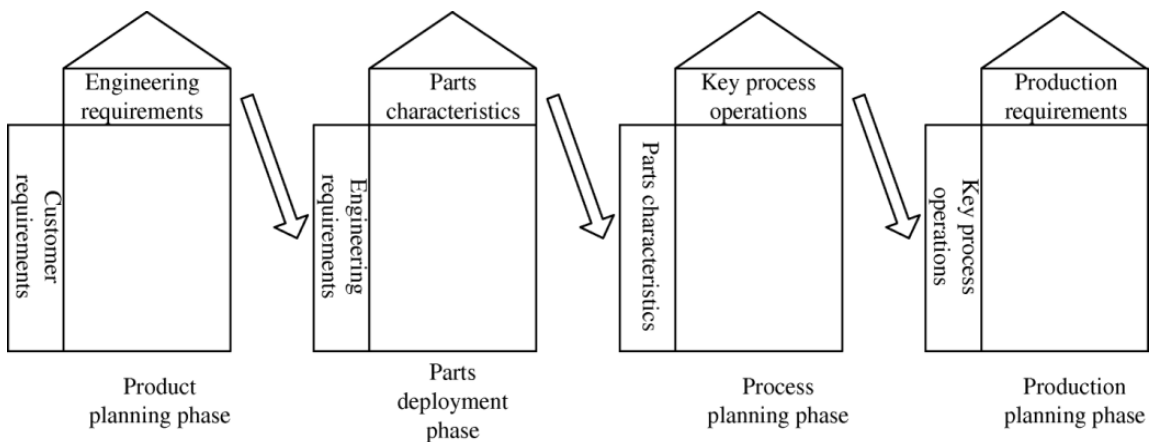 Engineering
requirements
Customer
requirements
Product
planning phase
Parts
characteristics
Engineering
requirements
Parts
deployment
phase
Key process
operations
Parts characteristics
Process
planning phase
Production
requirements
Key process
operations
Production
planning phase